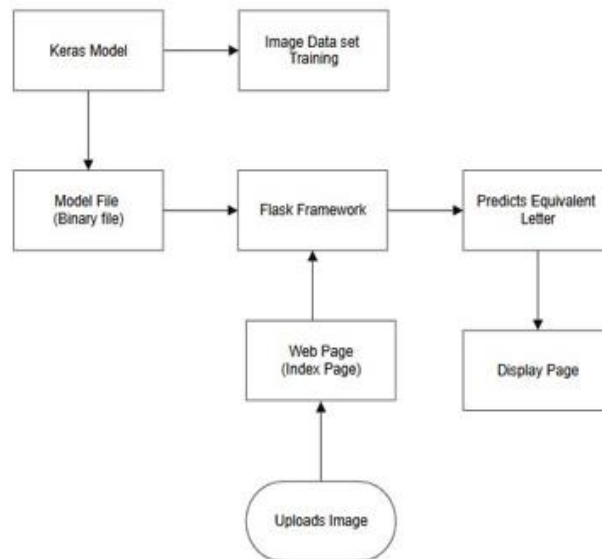 Keras Model
Image Data set
Training
Model File
(Binary file)
Flask Framework
Predicts Equivalent
Letter
Web Page
(Index Page)
Display Page
Uploads Image